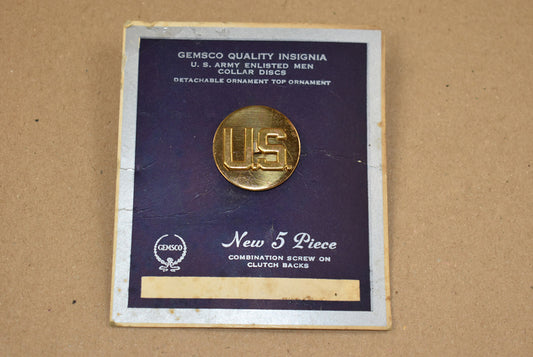 GEMSCO QUALITY INSIGNIA
U. S. ARMY ENLISTED MEN
COLLAR DISCS
DETACHABLE ORNAMENT TOP ORNAMENT
U.S.
GEMSCO
New 5 Piece
COMBINATION SCREW ON
CLUTCH BACKS